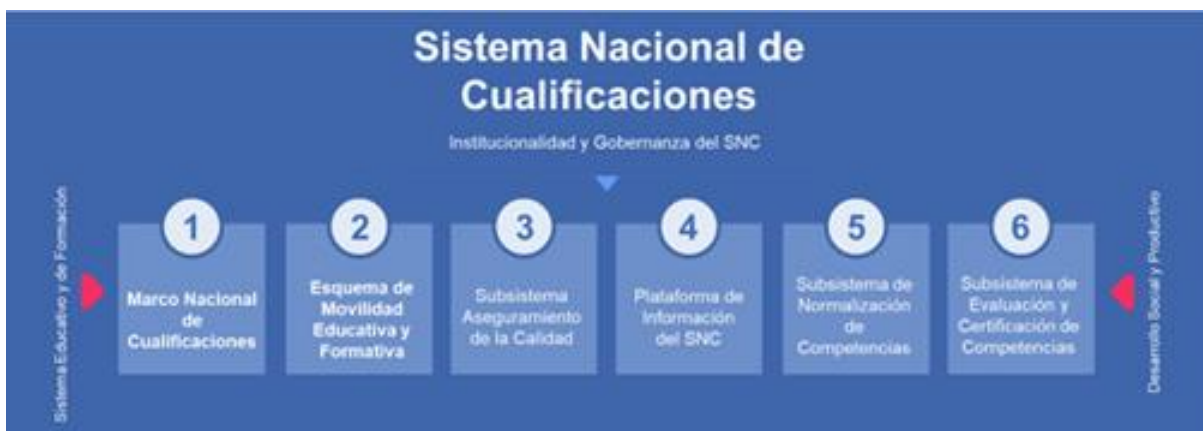 Sistema Nacional de
Cualificaciones
Institucionalidad y Gobernanza del SNC
Sistema Educativo y de Formación
1
Marco Nacional
de
Cualificaciones
2
Esquema de
Movilidad
Educativa y
Formativa
3
Subsistema
Aseguramiento
de la Calidad
4
Plataforma de
Información
del SNC
5
Subsistema de
Normalización
de
Competencias
6
Subsistema de
Evaluación y
Certificación de
Competencias
Desarrollo Social y Productivo